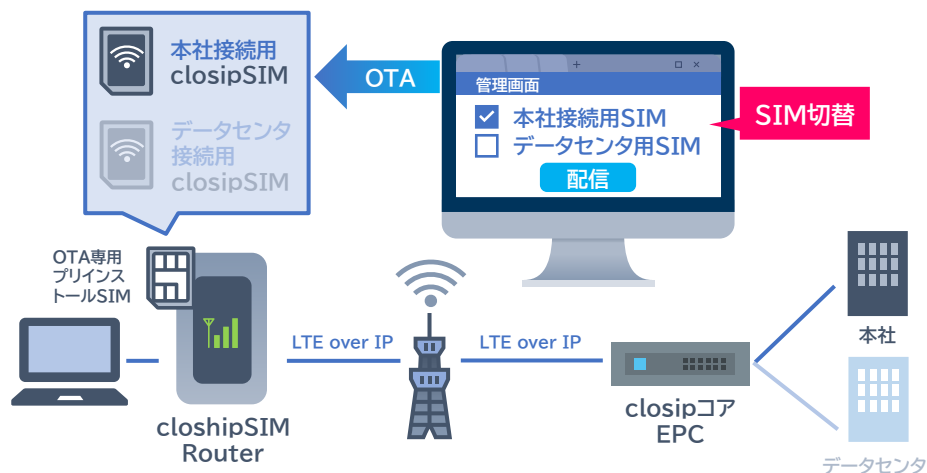 本社接続用
closipSIM
データセンタ
接続用
closipSIM
OTA
管理画面
本社接続用SIM
データセンタ用SIM
配信
SIM切替
OTA専用
プリインス
トールSIM
LTE over IP
LTE over IP
closhipSIM
Router
closipコア
EPC
本社
データセンタ